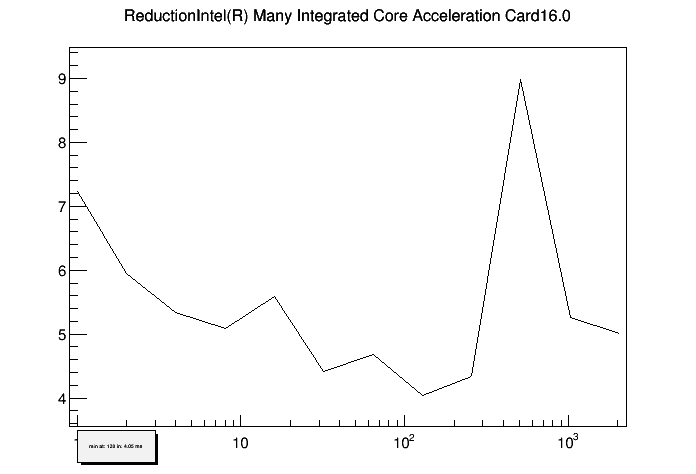 ReductionIntel(R) Many Integrated Core Acceleration Card16.0
9
8
7
6
5
4
1 10 10² 10³
min at: 128 in: 4.05 ms